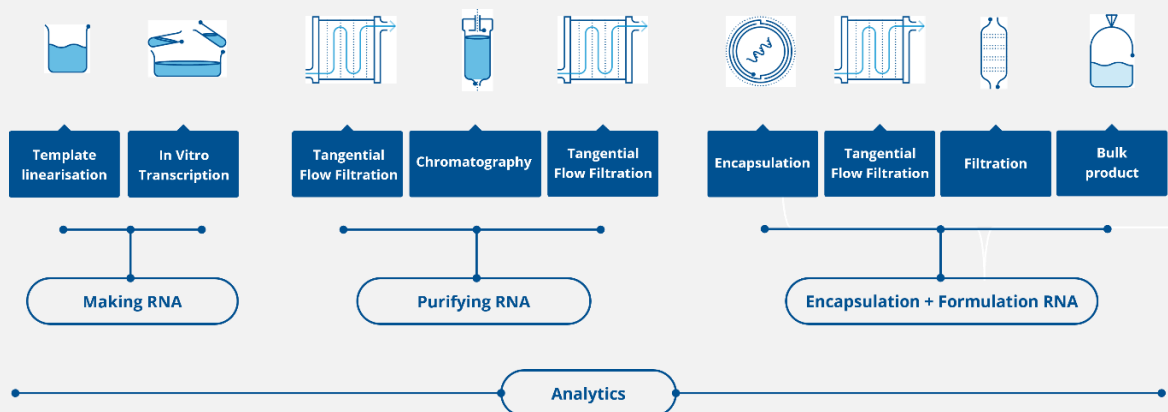 Template
linearisation
In Vitro
Transcription
Tangential
Flow Filtration
Chromatography
Tangential
Flow Filtration
Encapsulation
Tangential
Flow Filtration
Filtration
Bulk
product
Making RNA
Purifying RNA
Encapsulation + Formulation RNA
Analytics